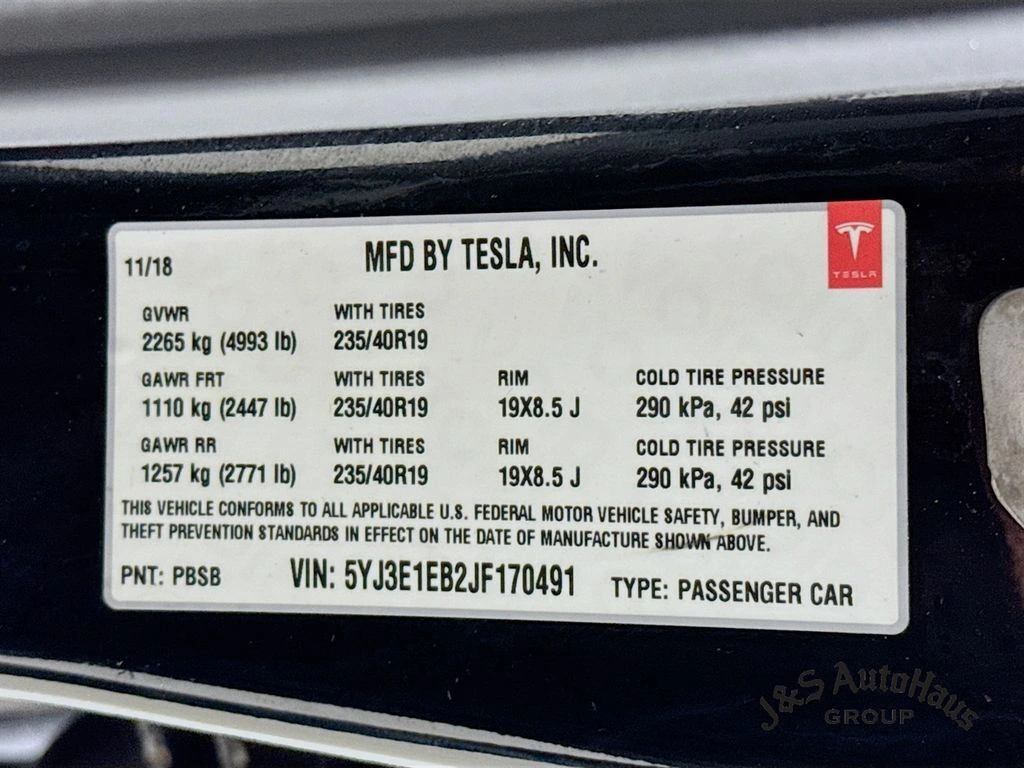 11/18 MFD BY TESLA, INC.
TESLA
GVWR WITH TIRES
2265 kg (4993 lb) 235/40R19
GAWR FRT WITH TIRES RIM COLD TIRE PRESSURE
1110 kg (2447 lb) 235/40R19 19X8.5 J 290 kPa, 42 psi
GAWR RR WITH TIRES RIM COLD TIRE PRESSURE
1257 kg (2771 lb) 235/40R19 19X8.5 J 290 kPa, 42 psi
THIS VEHICLE CONFORMS TO ALL APPLICABLE U.S. FEDERAL MOTOR VEHICLE SAFETY, BUMPER, AND
THEFT PREVENTION STANDARDS IN EFFECT ON THE DATE OF MANUFACTURE SHOWN ABOVE.
PNT: PBSB VIN: 5YJ3E1EB2JF170491 TYPE: PASSENGER CAR
J&S AutoHaus
GROUP